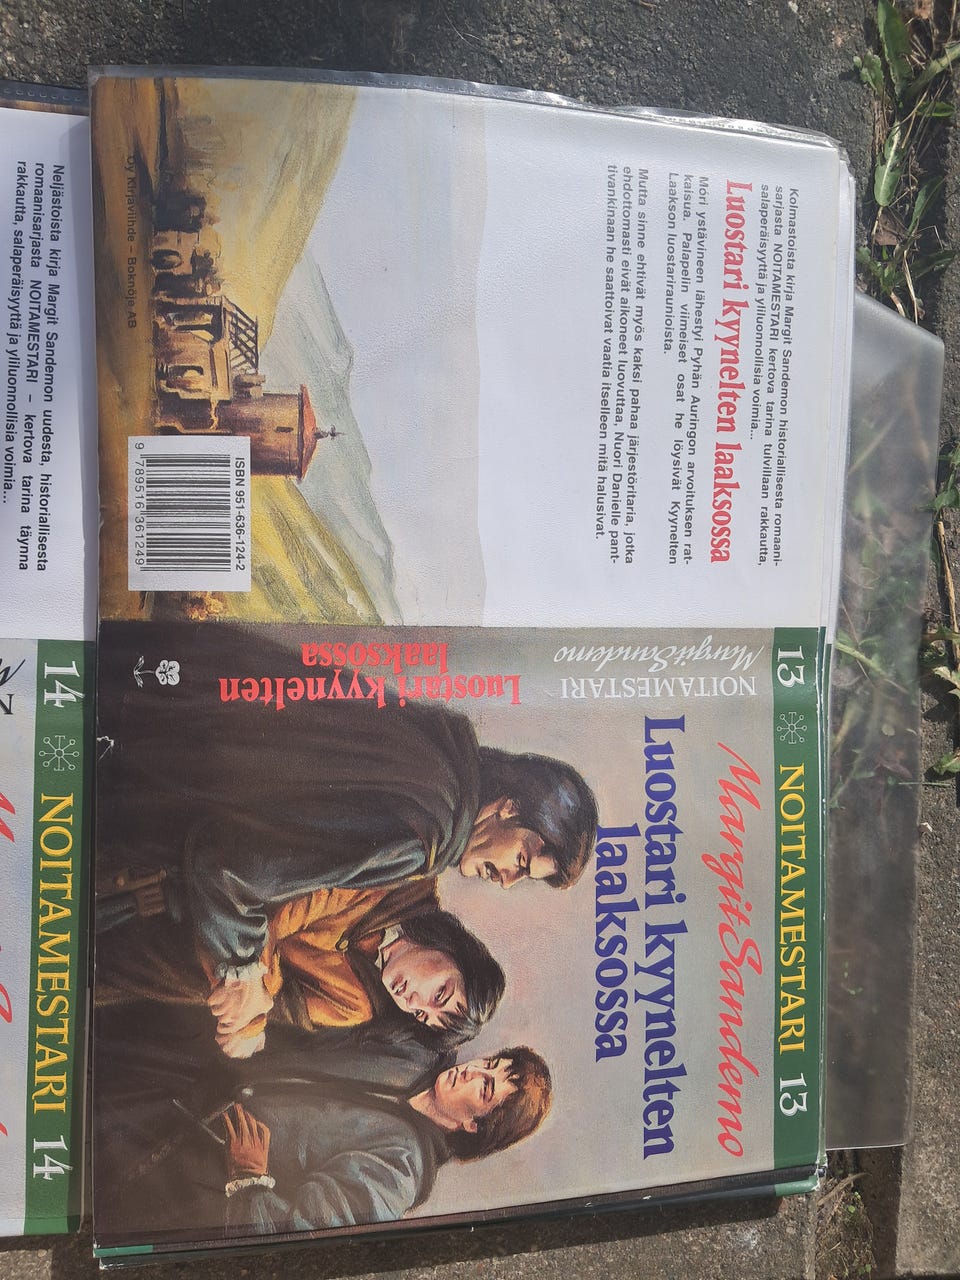 Kolmastoista kirja Margit Sandemon historiallisesta romaani-
sarjasta NOITAMESTARI kertova tarina tulvillaan rakkautta,
salaperäisyyttä ja yliluonnollisia voimia...
Luostari kyynelten laaksossa
Móri ystävineen lähestyi Pyhän Auringon arvoituksen rat-
kaisua. Palapelin viimeiset osat he löysivät Kyynelten
Laakson luostariraunioista.
Mutta sinne ehtivät myös kaksi pahaa järjestöritaria, jotka
ehdottomasti eivät aikoneet luovuttaa. Nuori Danielle pant-
tivankinaan he saattoivat vaatia itselleen mitä halusivat.
ISBN 951-636-124-2
9 789516 361249
Oy Kirjaviihde – Boknöje AB
13
NOITAMESTARI
Margit Sandemo
Luostari kyynelten
laaksossa
NOITAMESTARI 13
Margit Sandemo
Luostari kyynelten
laaksossa
Neljästoista kirja Margit Sandemon uudesta, historiallisesta
romaanisarjasta NOITAMESTARI – kertova tarina täynnä
rakkautta, salaperäisyyttä ja yliluonnollisia voimia...
14
NOITAMESTARI 14